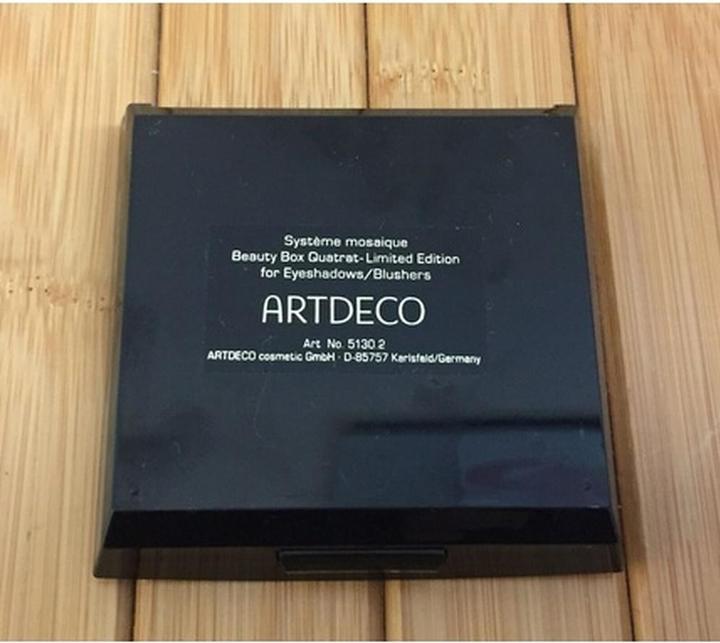 Système mosaique
Beauty Box Quatrat-Limited Edition
for Eyeshadows/Blushers
ARTDECO
Art No. 5130.2
ARTDECO cosmetic GmbH · D-85757 Karlsfeld/Germany